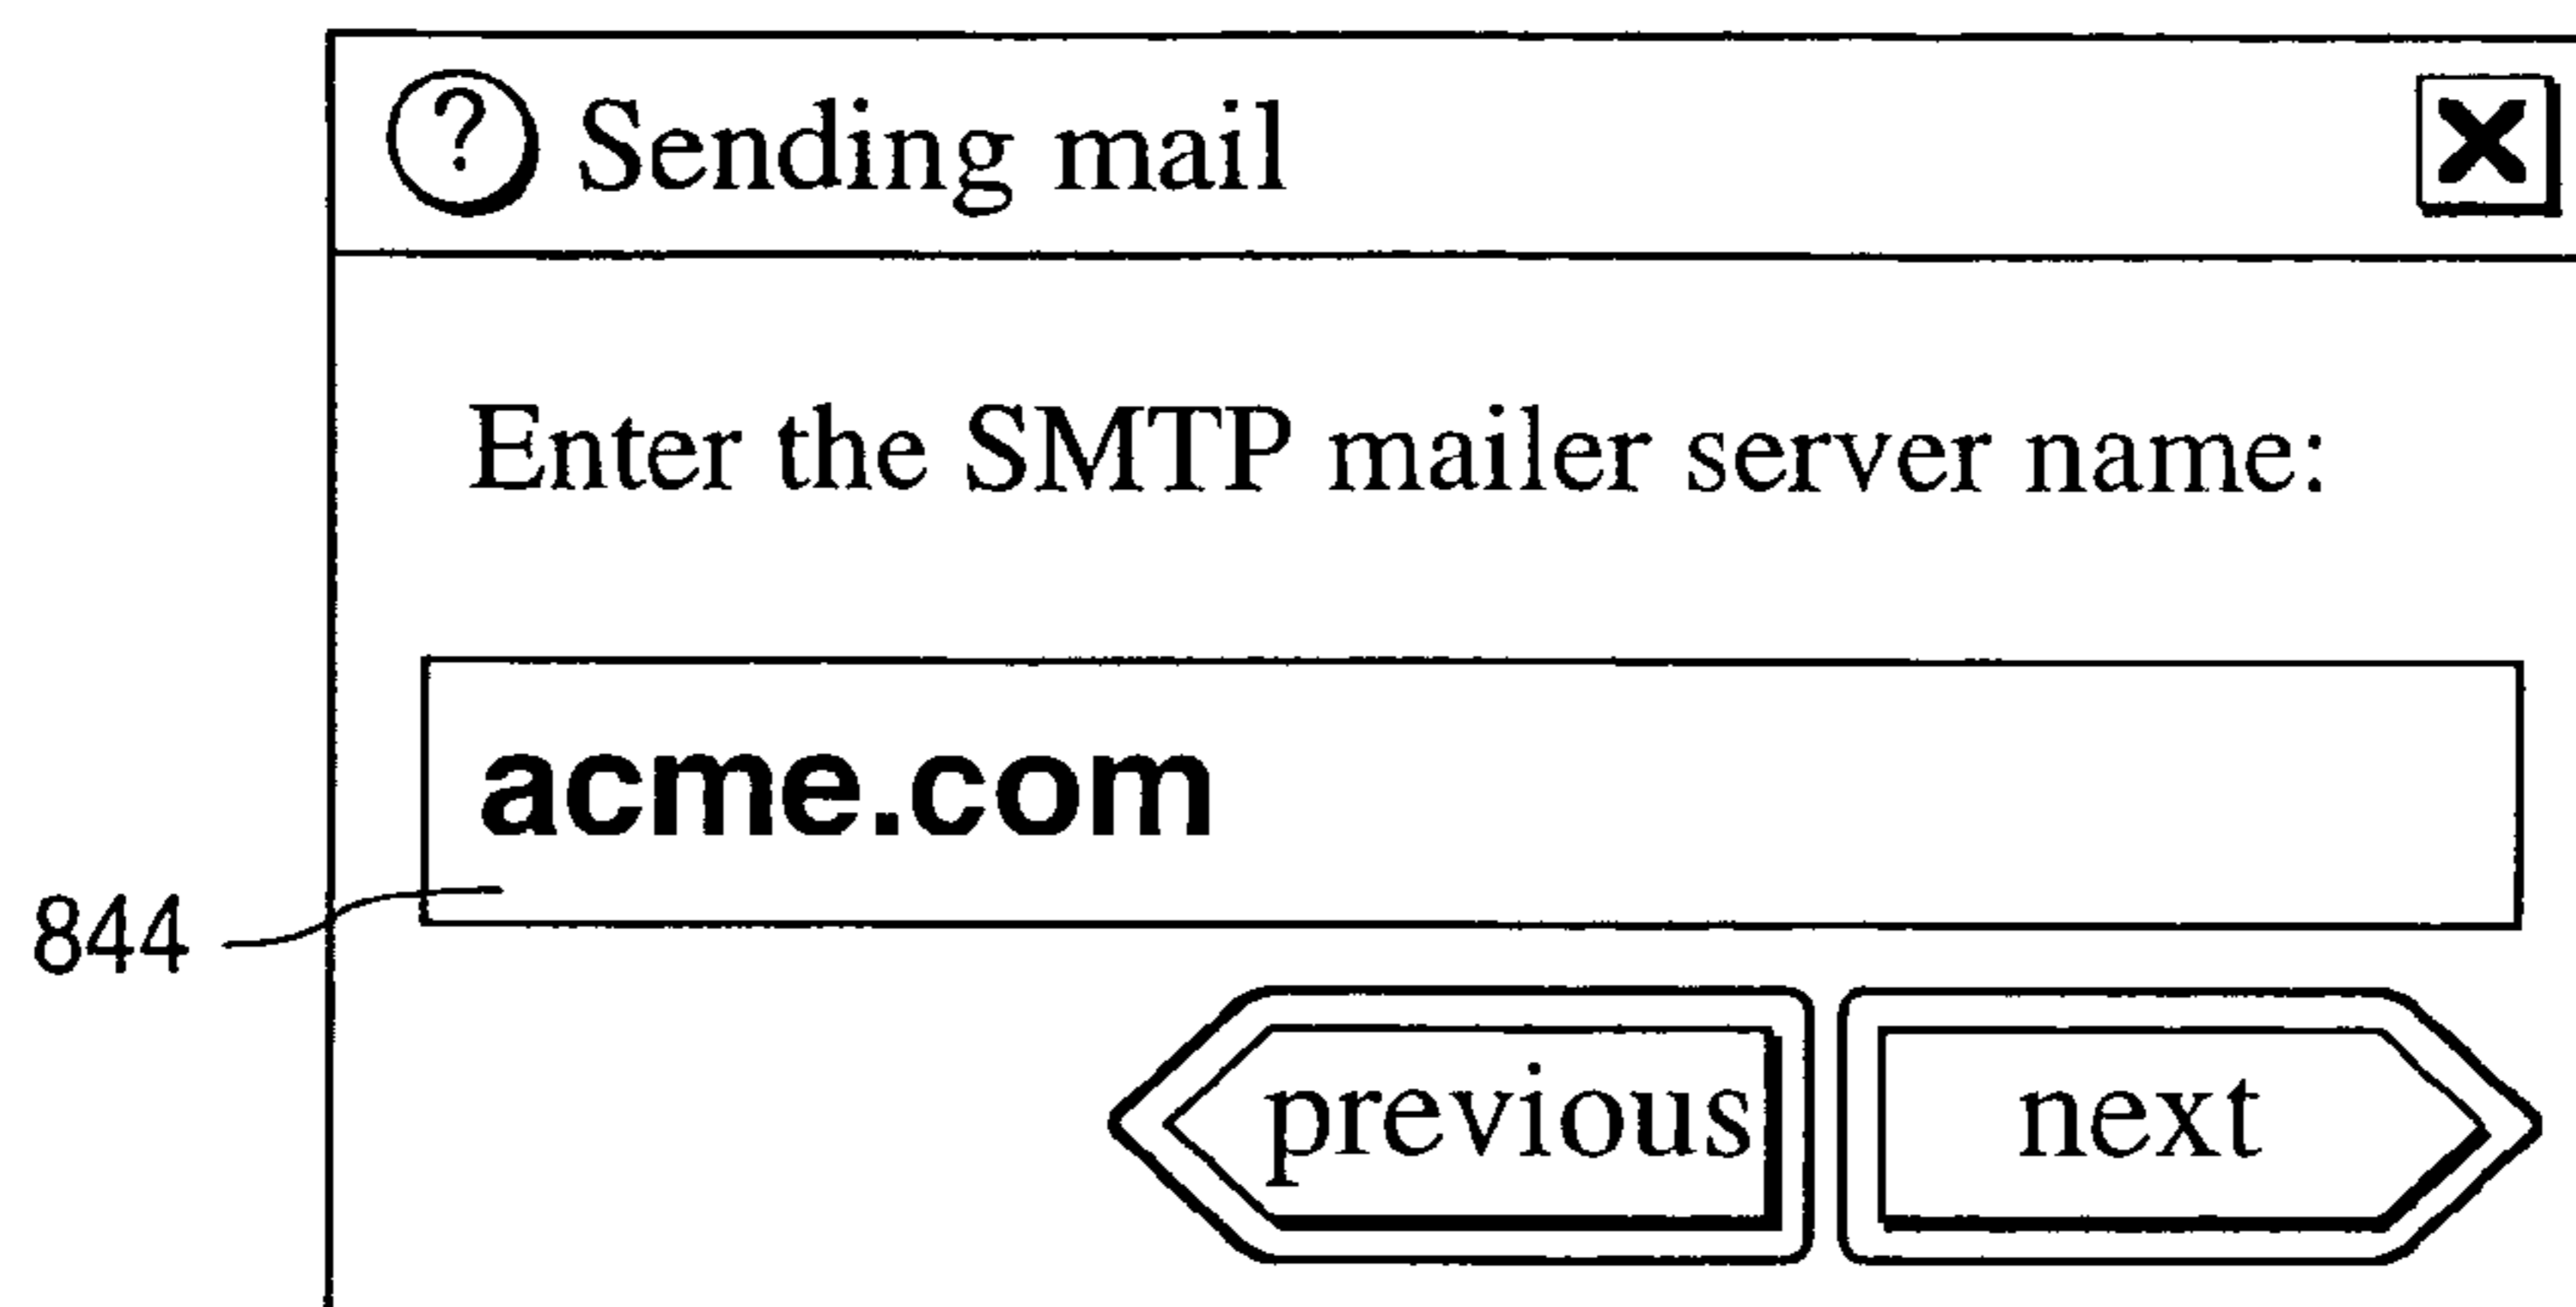 ? Sending mail
Enter the SMTP mailer server name:
acme.com
844
previous next